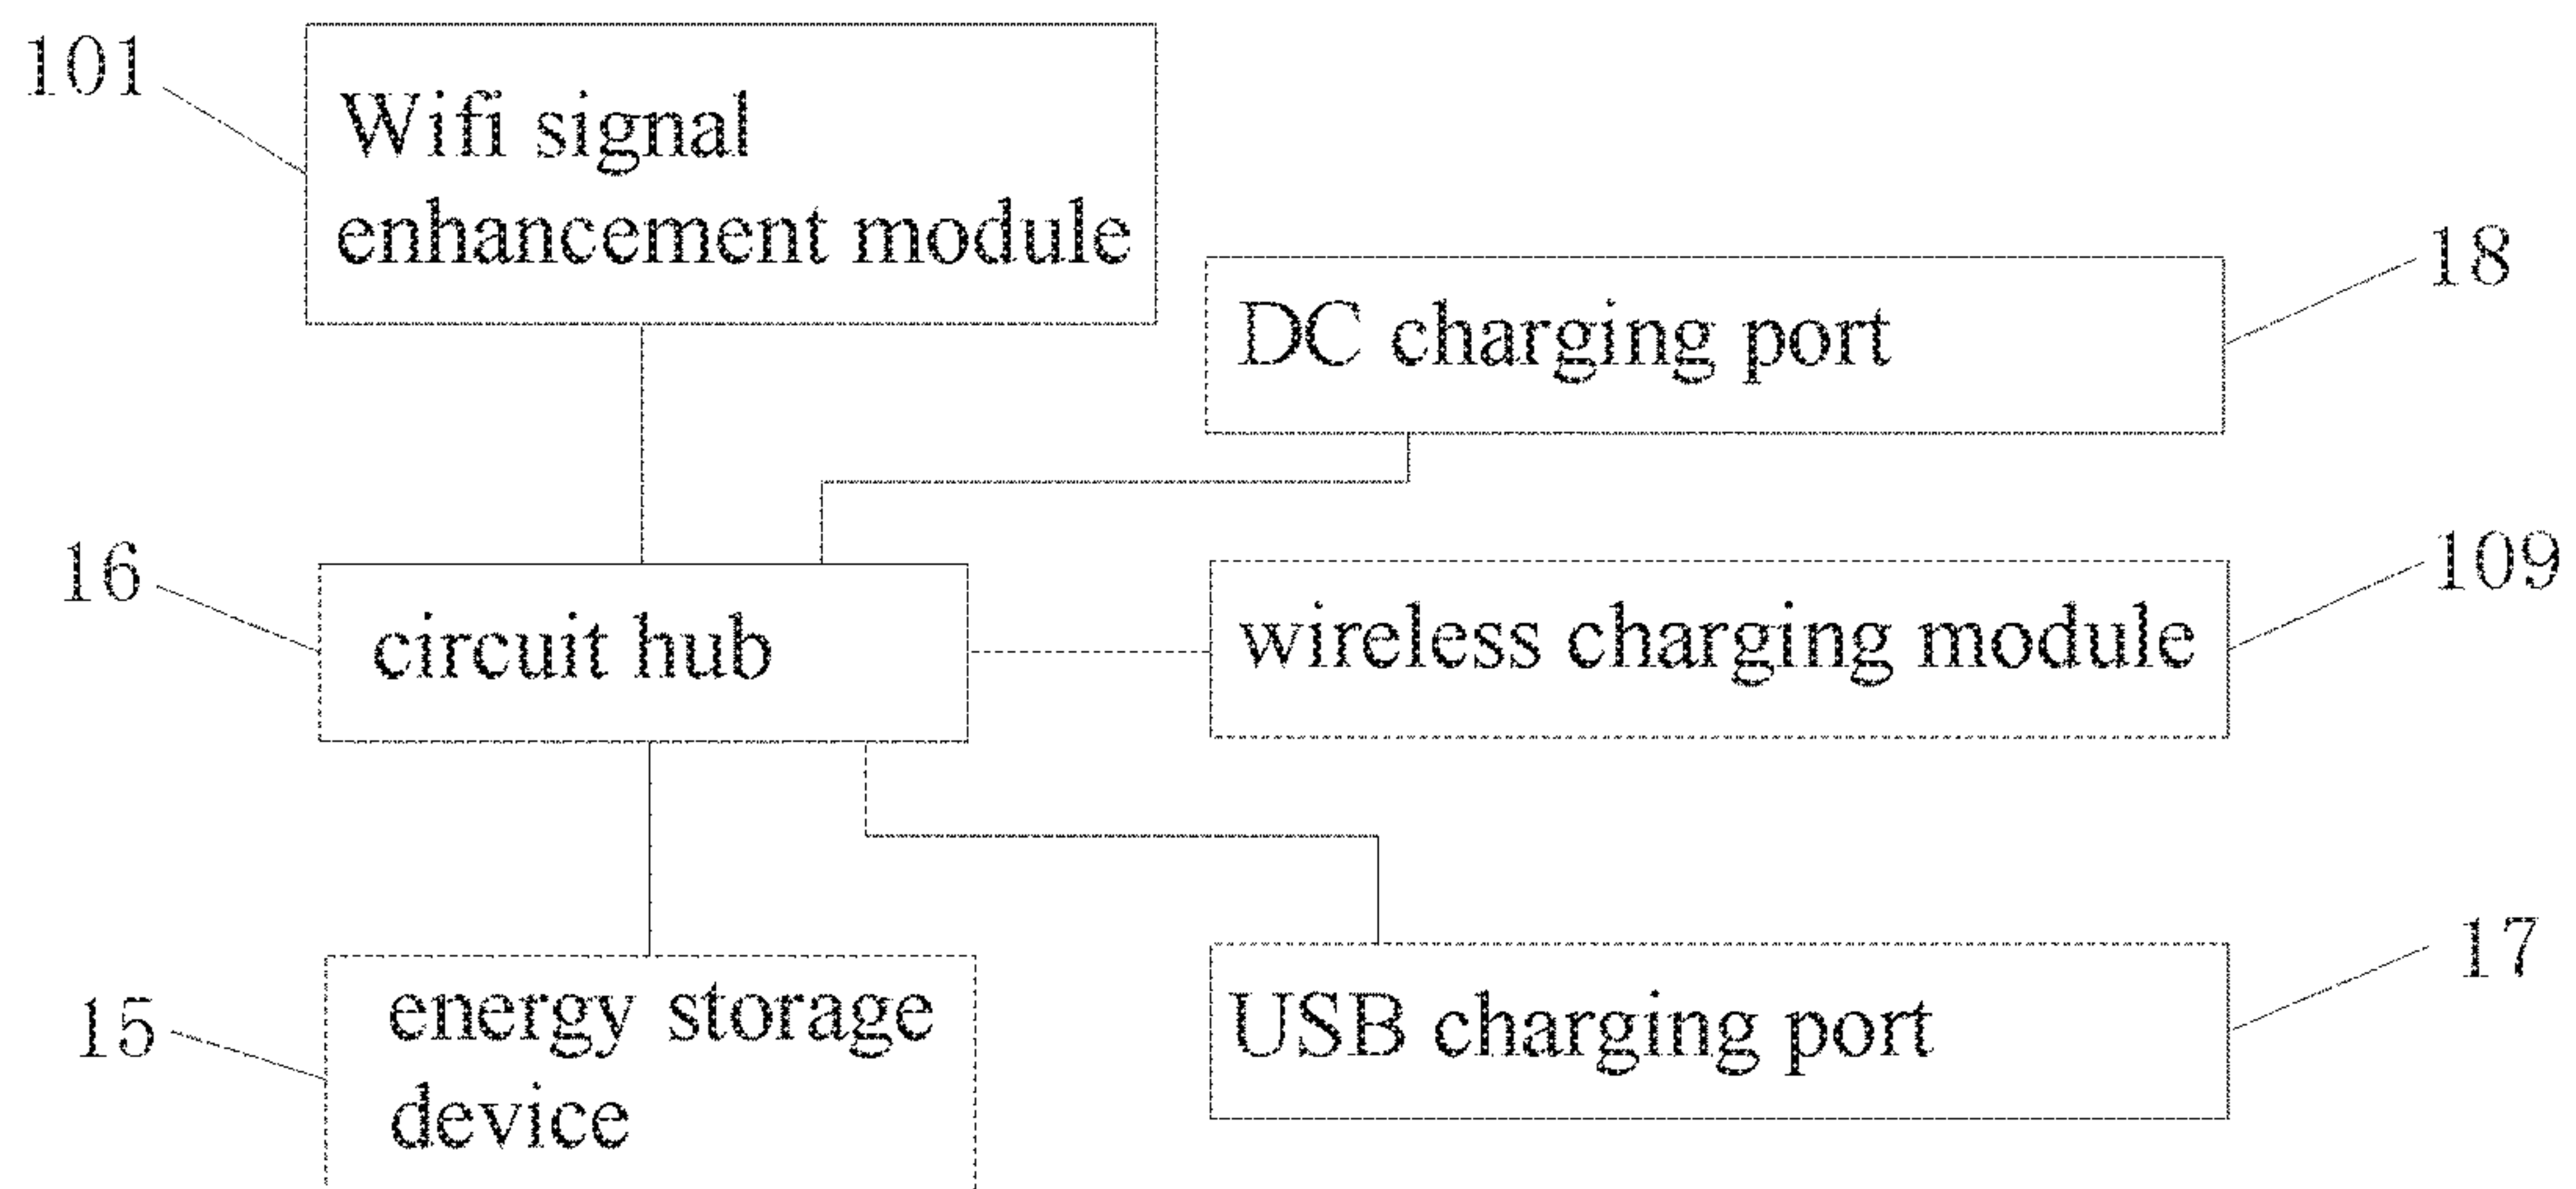 101
Wifi signal
enhancement module
18
DC charging port
16
circuit hub
109
wireless charging module
15
energy storage
device
17
USB charging port